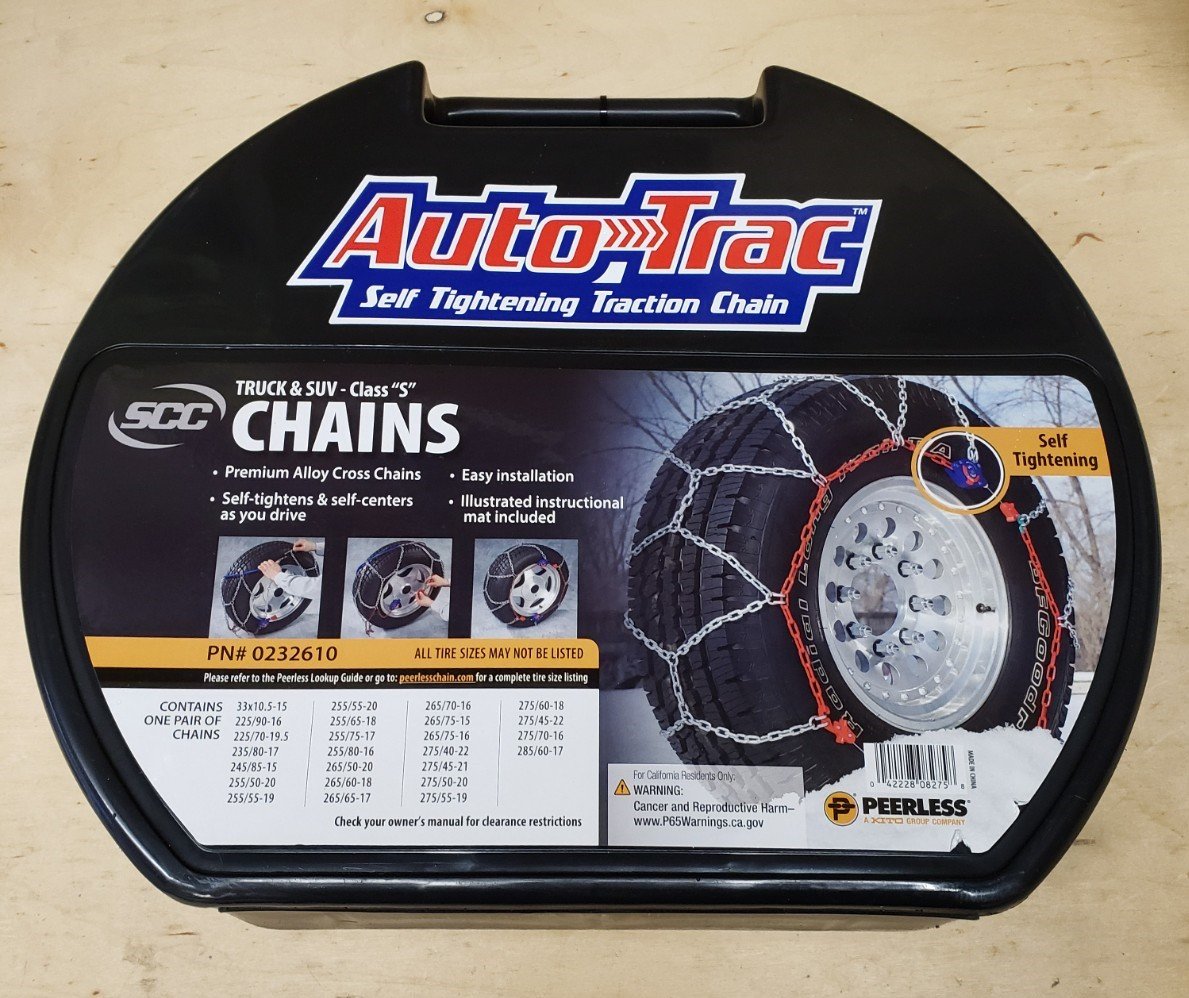 Auto-Trac™
Self Tightening Traction Chain
SCC
TRUCK & SUV - Class "S"
CHAINS
• Premium Alloy Cross Chains
• Self-tightens & self-centers
as you drive
• Easy installation
• Illustrated instructional
mat included
Self
Tightening
PN# 0232610
ALL TIRE SIZES MAY NOT BE LISTED
Please refer to the Peerless Lookup Guide or go to: peerlesschain.com for a complete tire size listing
CONTAINS
ONE PAIR OF
CHAINS
33x10.5-15
225/90-16
225/70-19.5
235/80-17
245/85-15
255/50-20
255/55-19
255/55-20
255/65-18
255/75-17
255/80-16
265/50-20
265/60-18
265/65-17
265/70-16
265/75-15
265/75-16
275/40-22
275/45-21
275/50-20
275/55-19
275/60-18
275/45-22
275/70-16
285/60-17
Check your owner's manual for clearance restrictions
For California Residents Only:
WARNING:
Cancer and Reproductive Harm–
www.P65Warnings.ca.gov
0 42228 08275
MADE IN CHINA
P
PEERLESS®
A KITO GROUP COMPANY
BFGoodr